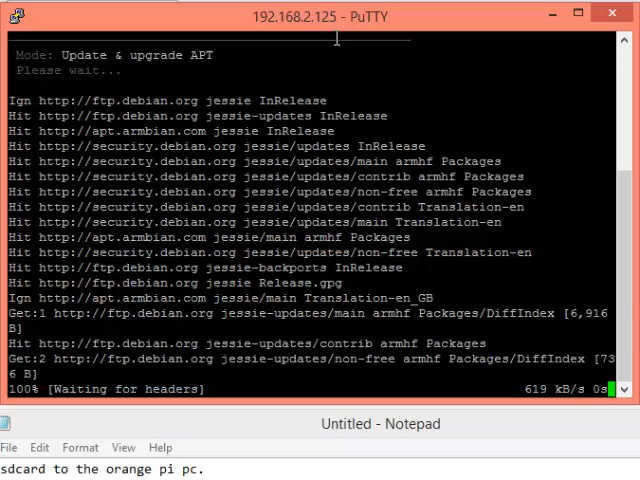 192.168.2.125 - PuTTY
Mode: Update & upgrade APT
Please wait...
Ign http://ftp.debian.org jessie InRelease
Hit http://ftp.debian.org jessie-updates InRelease
Hit http://apt.armbian.com jessie InRelease
Hit http://security.debian.org jessie/updates InRelease
Hit http://security.debian.org jessie/updates/main armhf Packages
Hit http://security.debian.org jessie/updates/contrib armhf Packages
Hit http://security.debian.org jessie/updates/non-free armhf Packages
Hit http://security.debian.org jessie/updates/contrib Translation-en
Hit http://security.debian.org jessie/updates/main Translation-en
Hit http://apt.armbian.com jessie/main armhf Packages
Hit http://security.debian.org jessie/updates/non-free Translation-en
Hit http://ftp.debian.org jessie-backports InRelease
Hit http://ftp.debian.org jessie Release.gpg
Ign http://apt.armbian.com jessie/main Translation-en_GB
Get:1 http://ftp.debian.org jessie-updates/main armhf Packages/DiffIndex [6,916
B]
Hit http://ftp.debian.org jessie-updates/contrib armhf Packages
Get:2 http://ftp.debian.org jessie-updates/non-free armhf Packages/DiffIndex [73
6 B]
100% [Waiting for headers] 619 kB/s 0s
Untitled - Notepad
File Edit Format View Help
sdcard to the orange pi pc.